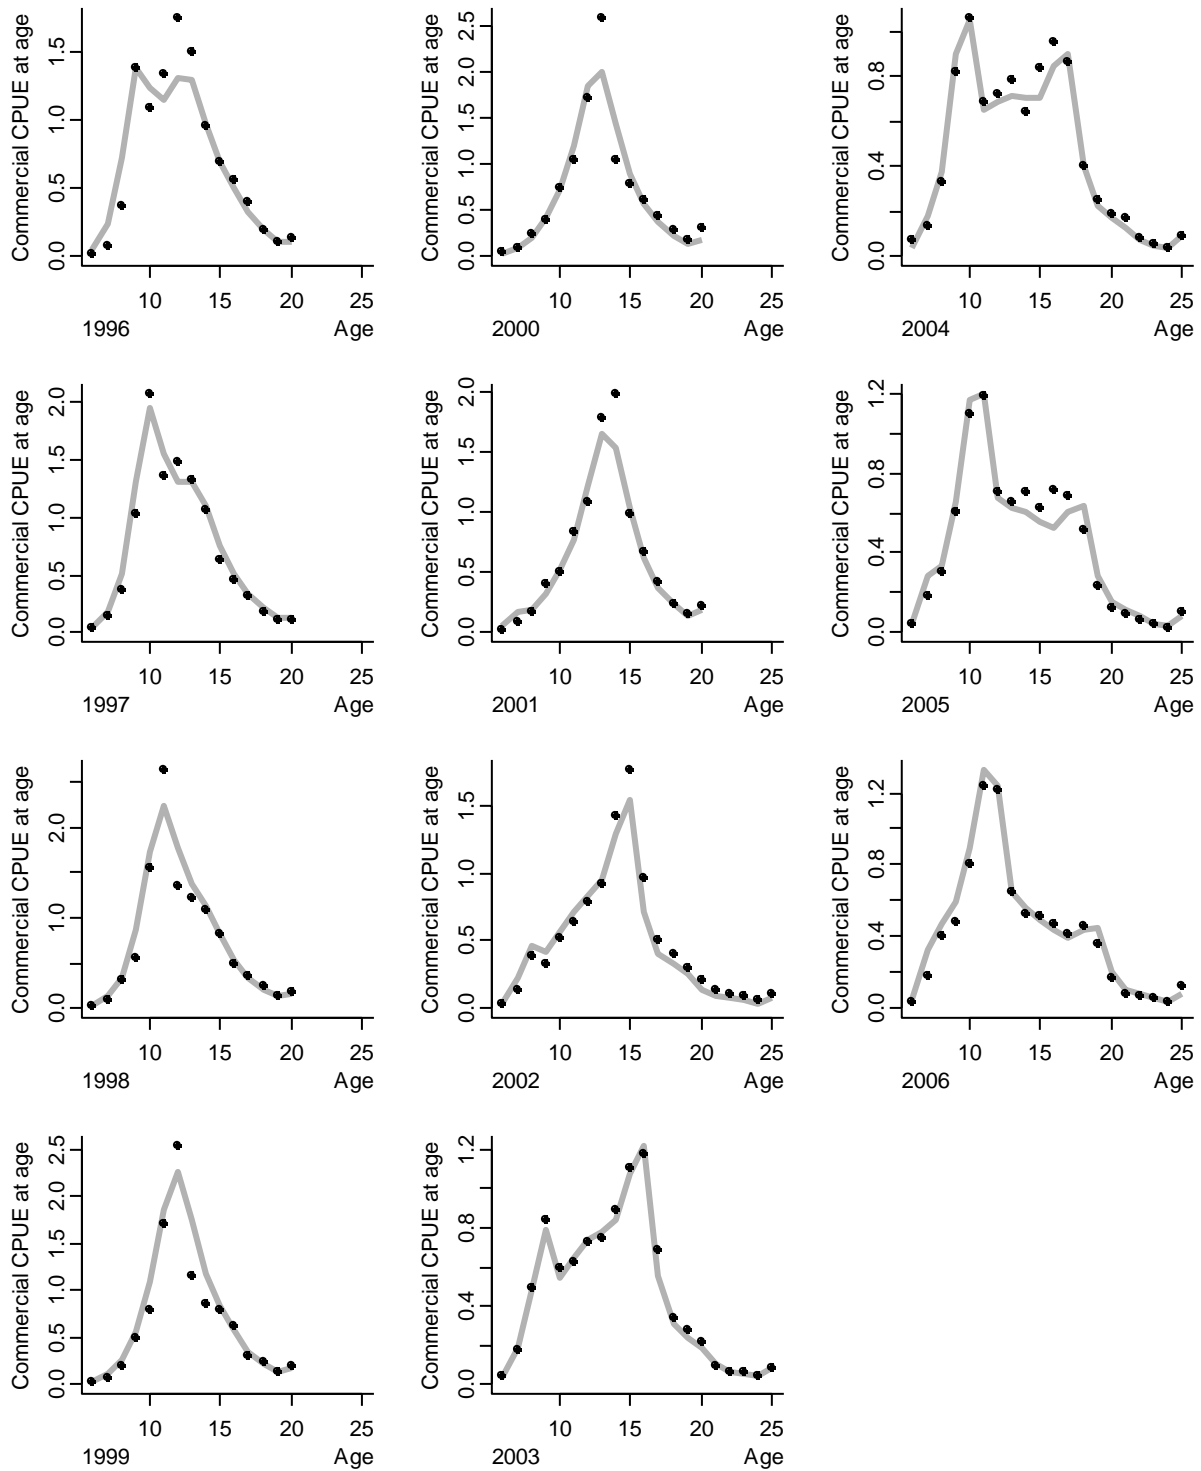 Commercial CPUE at age
0.0 0.5 1.0 1.5
10 15 20 25
1996 Age
Commercial CPUE at age
0.0 0.5 1.0 1.5 2.0 2.5
10 15 20 25
2000 Age
Commercial CPUE at age
0.0 0.4 0.8
10 15 20 25
2004 Age
Commercial CPUE at age
0.0 0.5 1.0 1.5 2.0
10 15 20 25
1997 Age
Commercial CPUE at age
0.0 0.5 1.0 1.5 2.0
10 15 20 25
2001 Age
Commercial CPUE at age
0.0 0.4 0.8 1.2
10 15 20 25
2005 Age
Commercial CPUE at age
0.0 1.0 2.0
10 15 20 25
1998 Age
Commercial CPUE at age
0.0 0.5 1.0 1.5
10 15 20 25
2002 Age
Commercial CPUE at age
0.0 0.4 0.8 1.2
10 15 20 25
2006 Age
Commercial CPUE at age
0.0 0.5 1.0 1.5 2.0 2.5
10 15 20 25
1999 Age
Commercial CPUE at age
0.0 0.4 0.8 1.2
10 15 20 25
2003 Age